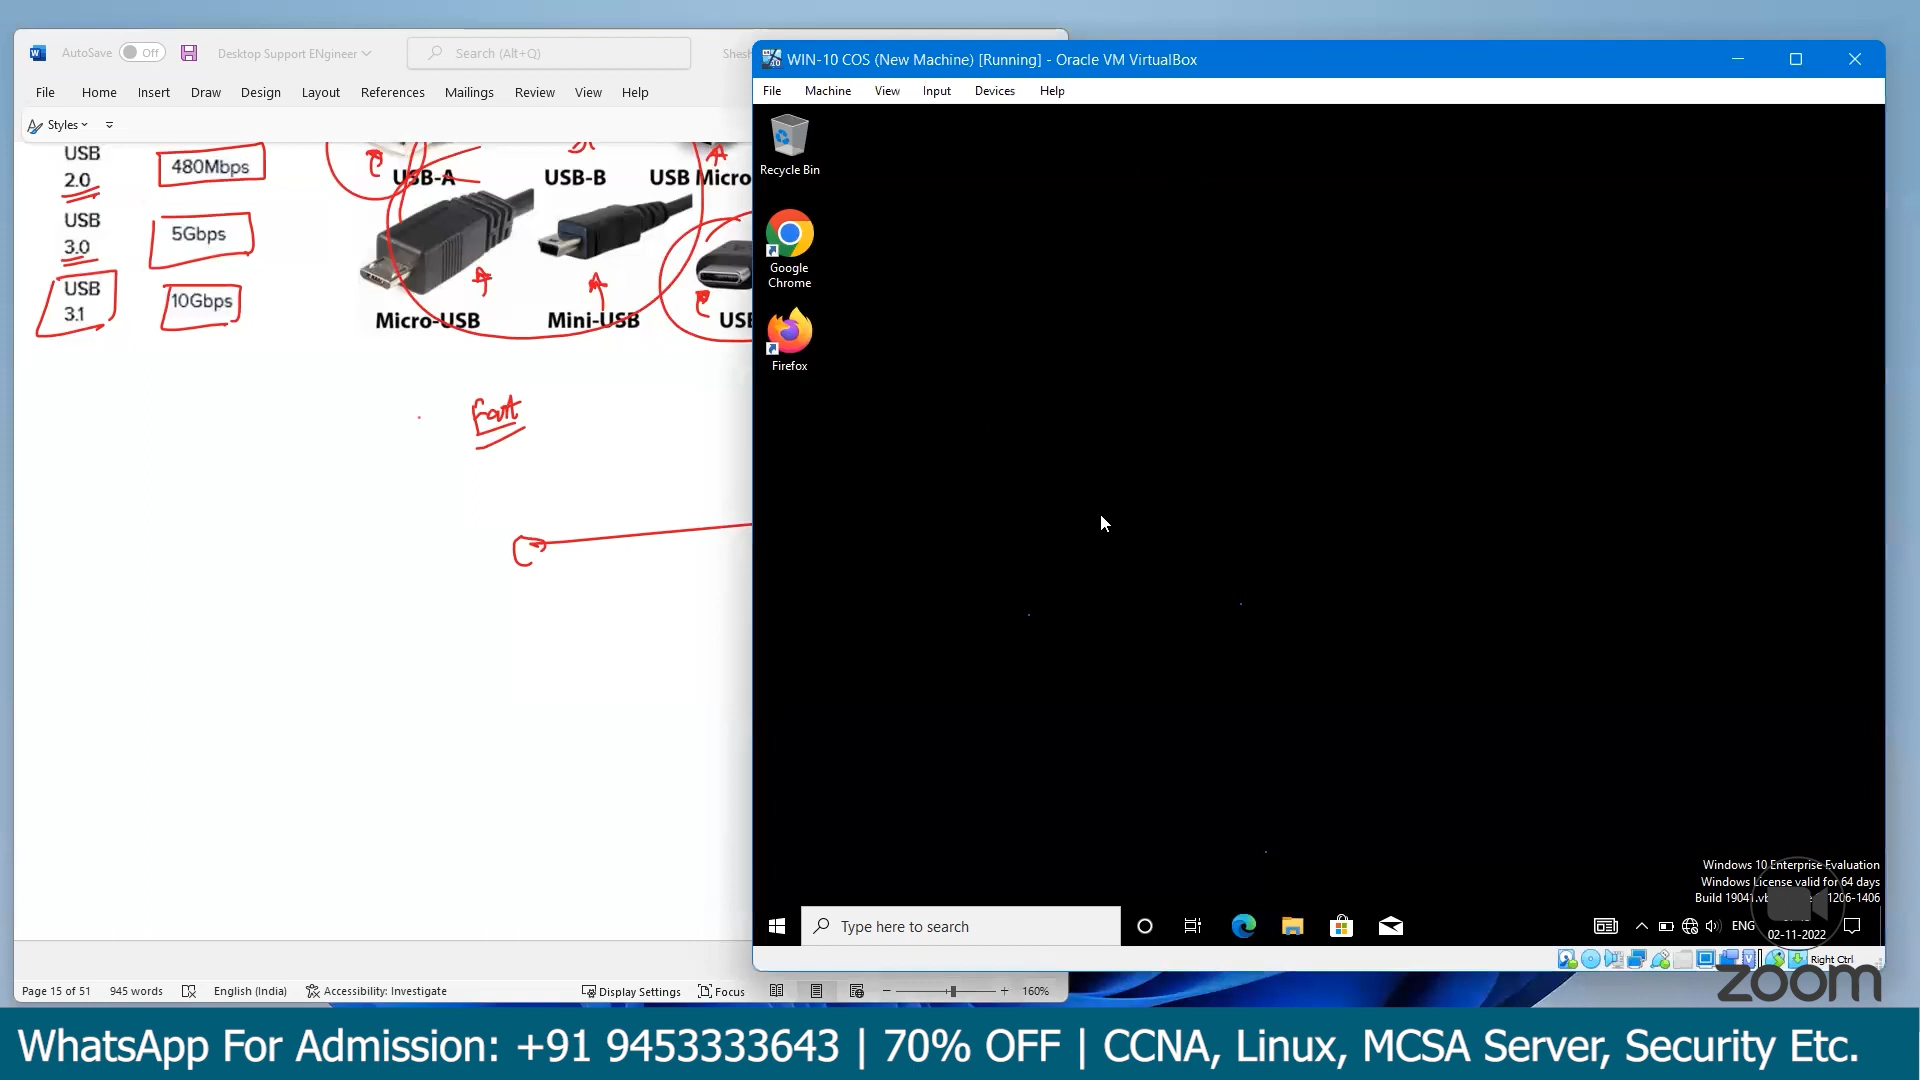 AutoSave
Off
Desktop Support ENgineer
Search (Alt+Q)
File
Home
Insert
Draw
Design
Layout
References
Mailings
Review
View
Help
Styles
USB
2.0
480Mbps
USB
3.0
5Gbps
USB
3.1
10Gbps
USB-A
USB-B
USB Micro
Micro-USB
Mini-USB
Page 15 of 51
945 words
English (India)
Accessibility: Investigate
Display Settings
Focus
160%
WIN-10 COS (New Machine) [Running] - Oracle VM VirtualBox
File
Machine
View
Input
Devices
Help
Recycle Bin
Google
Chrome
Firefox
Windows 10 Enterprise Evaluation
Windows License valid for 64 days
Type here to search
ENG
02-11-2022
Right Ctrl
zoom
WhatsApp For Admission: +91 9453333643 | 70% OFF | CCNA, Linux, MCSA Server, Security Etc.